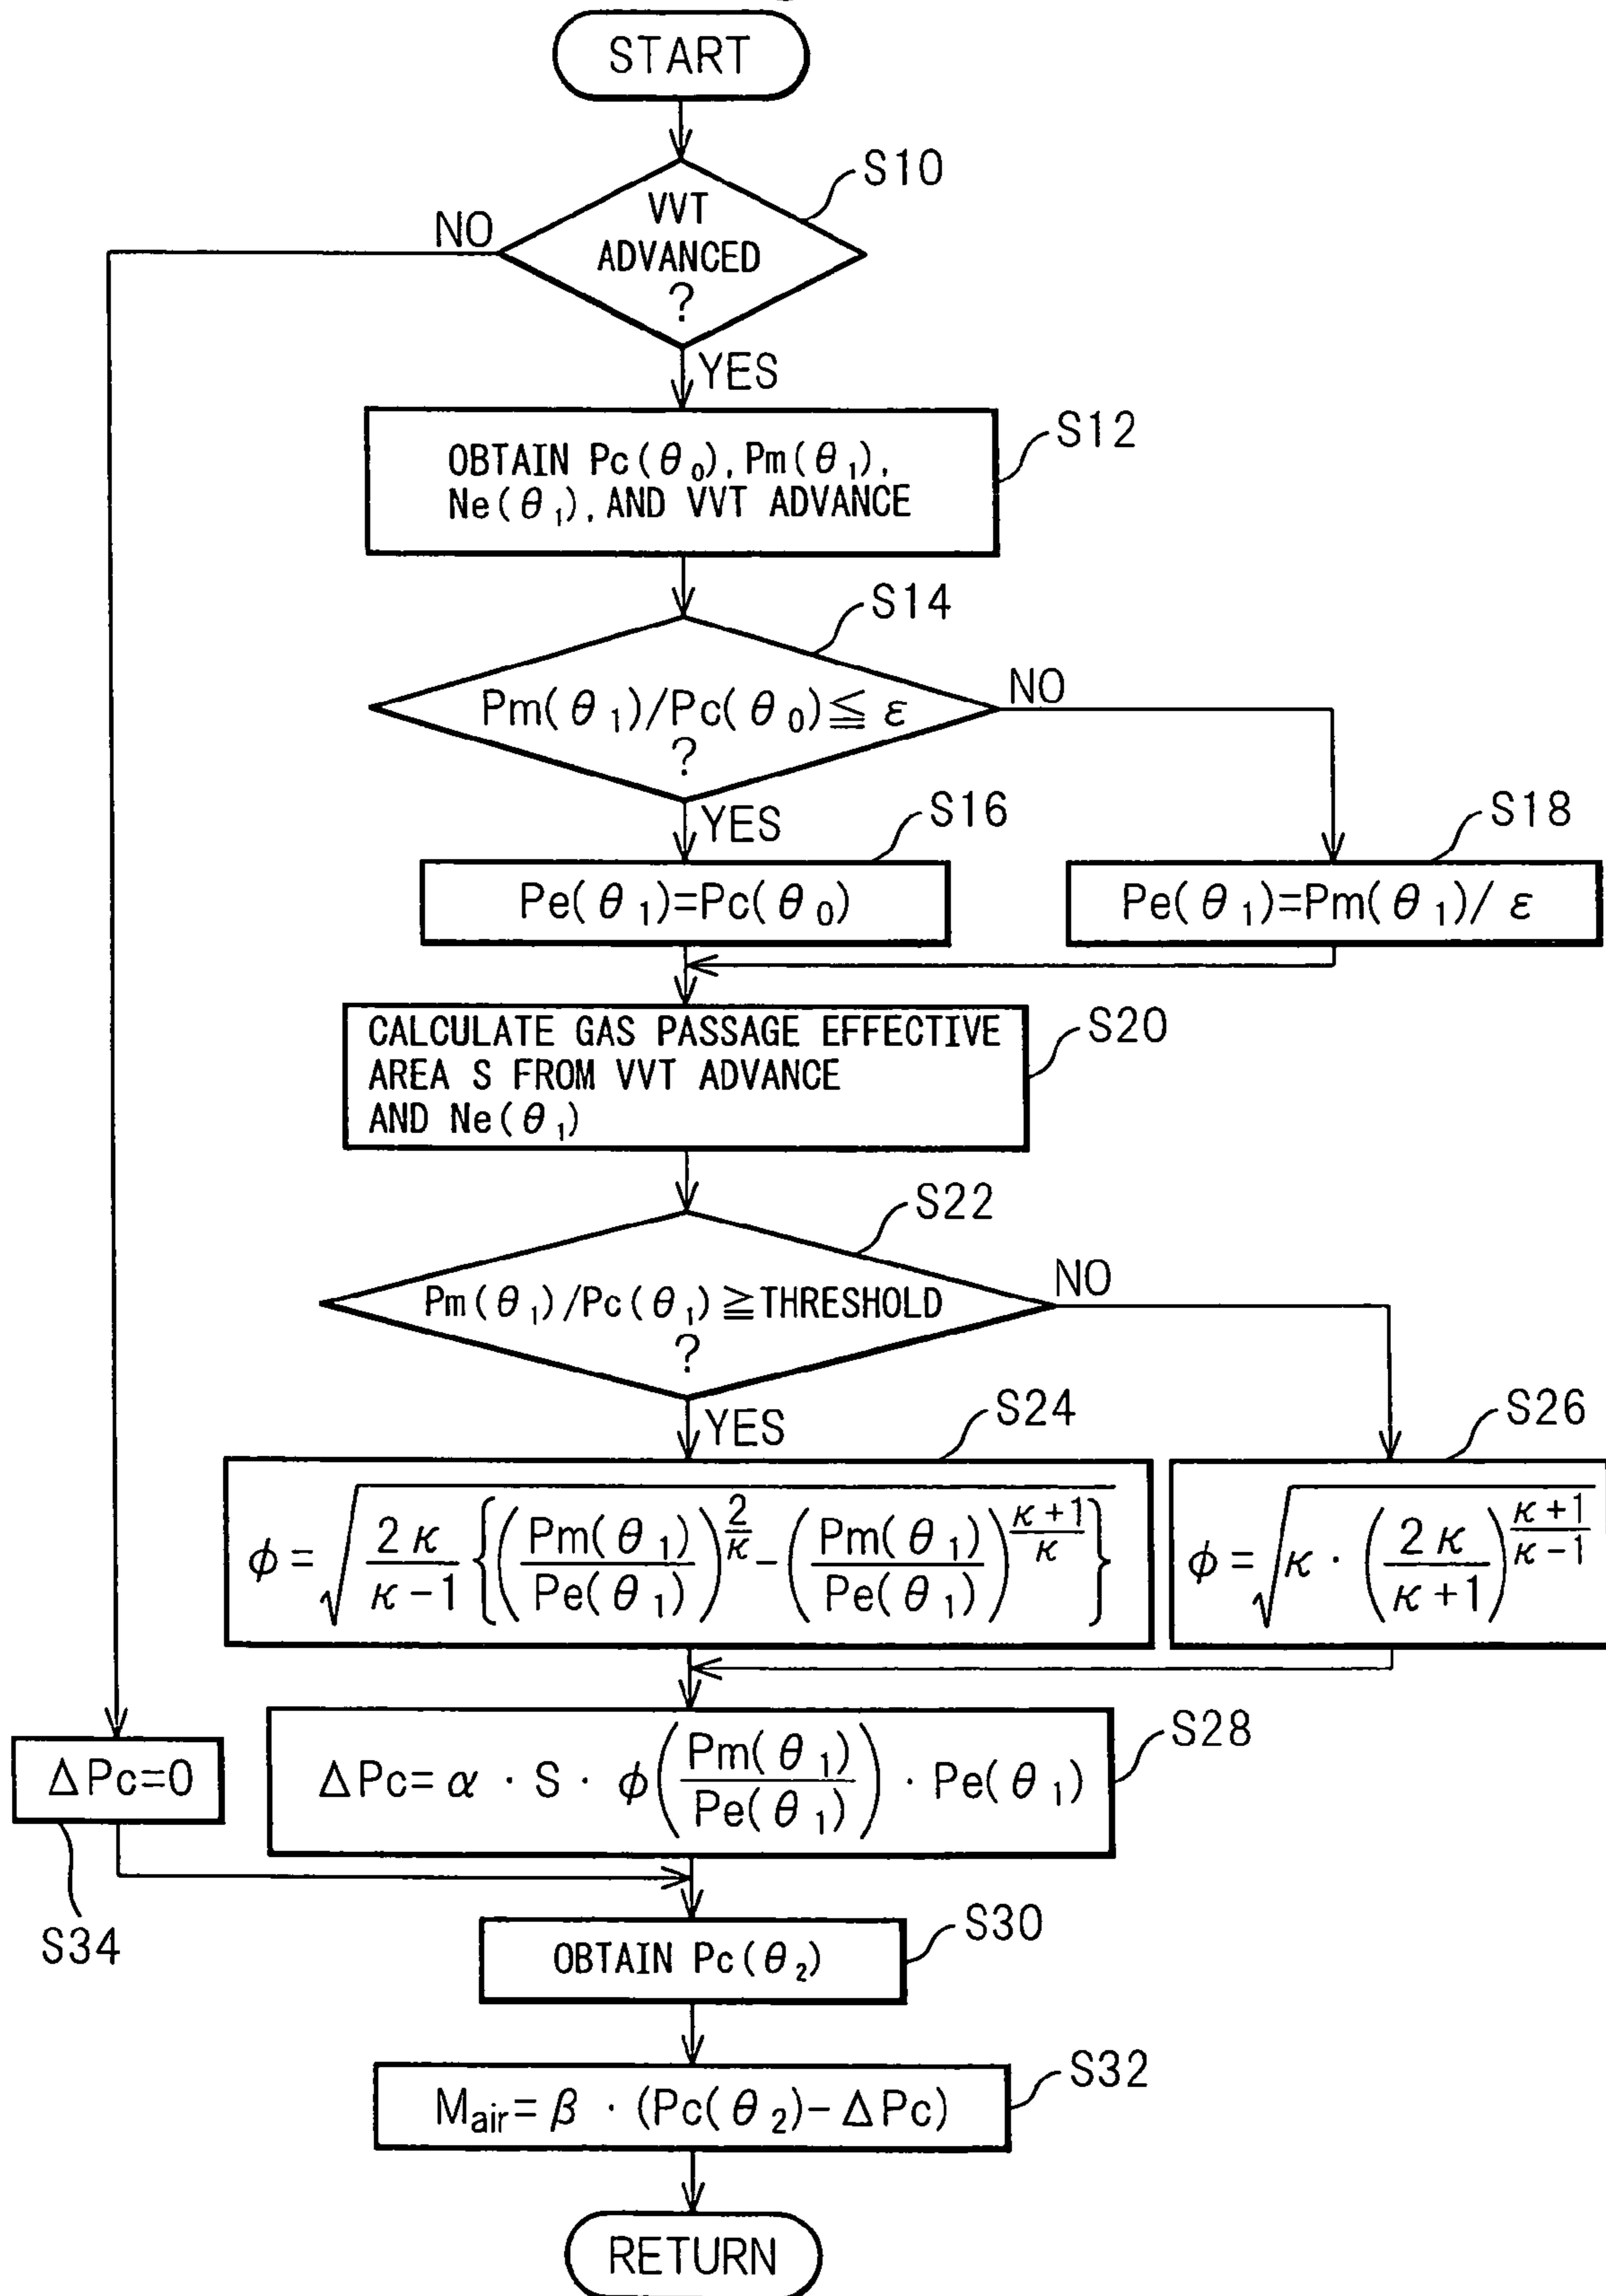 START
S10
VVT
ADVANCED
?
NO
YES
S12
OBTAIN Pc(θ₀), Pm(θ₁),
Ne(θ₁), AND VVT ADVANCE
S14
Pm(θ₁)/Pc(θ₀)≦ ε
?
NO
YES
S16
Pe(θ₁)=Pc(θ₀)
S18
Pe(θ₁)=Pm(θ₁)/ ε
S20
CALCULATE GAS PASSAGE EFFECTIVE
AREA S FROM VVT ADVANCE
AND Ne(θ₁)
S22
Pm(θ₁)/Pc(θ₁)≧THRESHOLD
?
NO
YES
S24
φ = √(2κ/(κ−1) {(Pm(θ₁)/Pe(θ₁))^(2/κ) − (Pm(θ₁)/Pe(θ₁))^((κ+1)/κ)})
S26
φ = √(κ · (2κ/(κ+1))^((κ+1)/(κ−1)))
S28
ΔPc= α · S · φ(Pm(θ₁)/Pe(θ₁)) · Pe(θ₁)
ΔPc=0
S34
S30
OBTAIN Pc(θ₂)
S32
Mair= β · (Pc(θ₂)− ΔPc)
RETURN